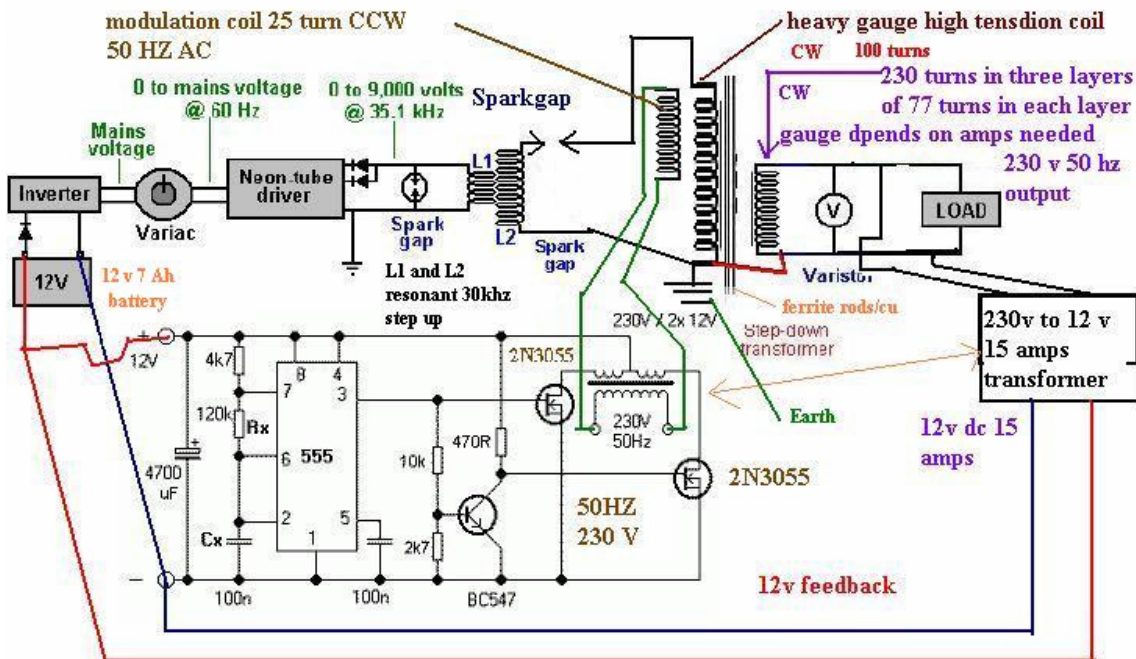 modulation coil 25 turn CCW
50 HZ AC
heavy gauge high tensdion coil
CW 100 turns
230 turns in three layers
of 77 turns in each layer
CW
gauge dpends on amps needed
230 v 50 hz
output
0 to mains voltage
@ 60 Hz
0 to 9,000 volts
@ 35.1 kHz
Sparkgap
Mains
voltage
Inverter
Variac
Neon-tube
driver
Spark
gap
L1
L2
Spark
gap
V
LOAD
Varistor
12V
12 v 7 Ah
battery
L1 and L2
resonant 30khz
step up
ferrite rods/cu
230V / 2x 12V
Step-down
transformer
230v to 12 v
15 amps
transformer
+
12V
4k7
7
8
4
3
2N3055
120k
Rx
6
555
470R
10k
230V
50Hz
Earth
12v dc 15
amps
+
4700
uF
2
5
2N3055
Cx
1
2k7
50HZ
230 V
–
100n
100n
BC547
12v feedback